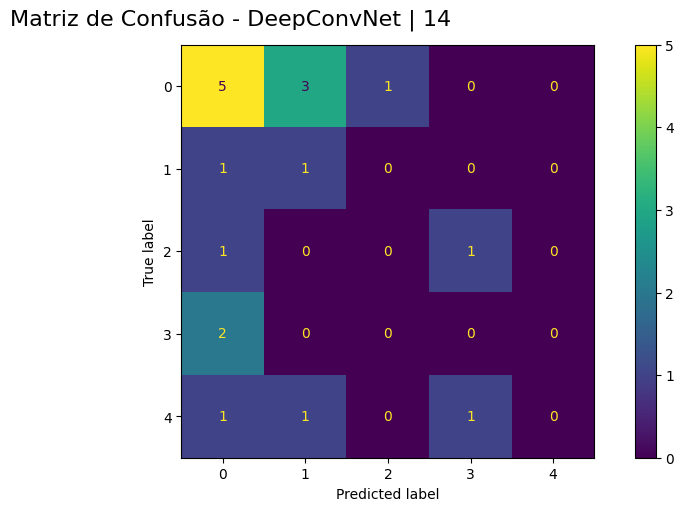 Matriz de Confusão - DeepConvNet | 14
0 5 3 1 0 0
1 1 1 0 0 0
2 1 0 0 1 0
3 2 0 0 0 0
4 1 1 0 1 0
0 1 2 3 4
Predicted label
True label
5
4
3
2
1
0